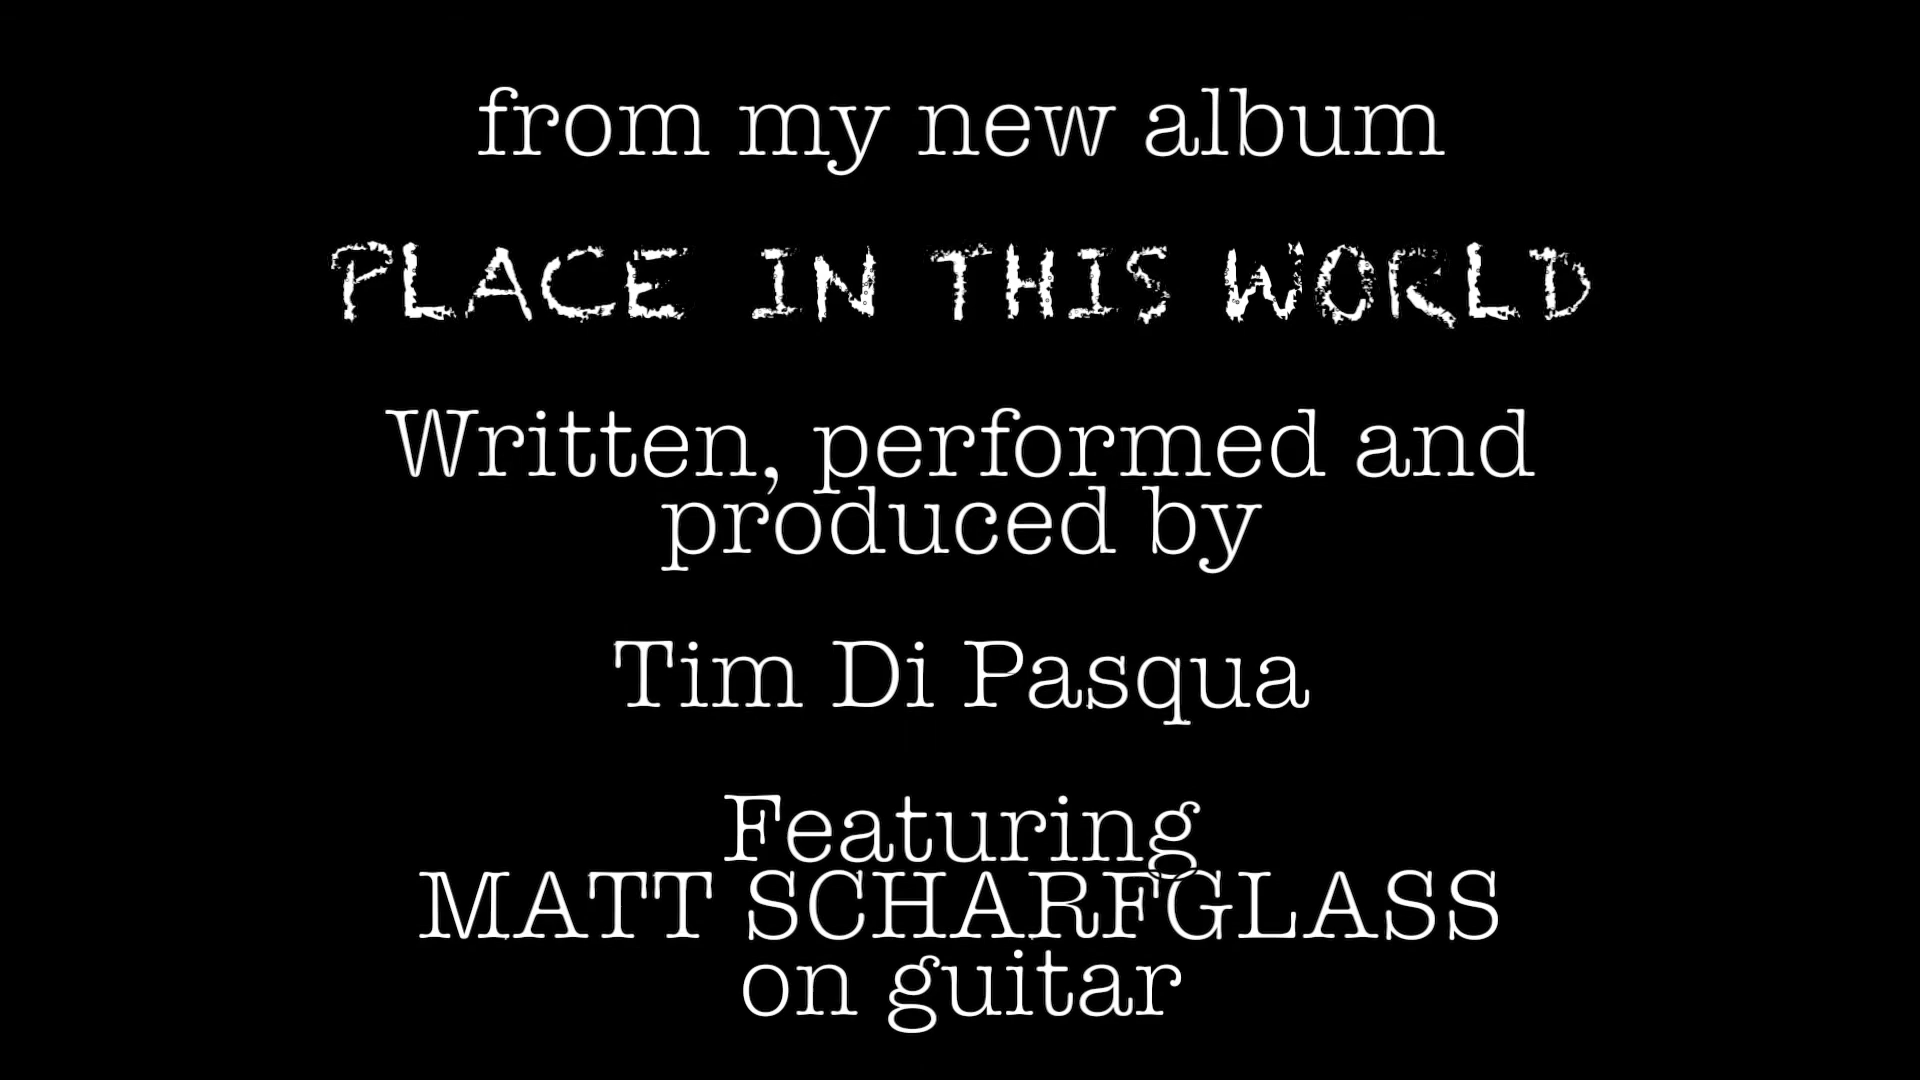 from my new album
PLACE IN THIS WORLD
Written, performed and
produced by
Tim Di Pasqua
Featuring
MATT SCHARFGLASS
on guitar